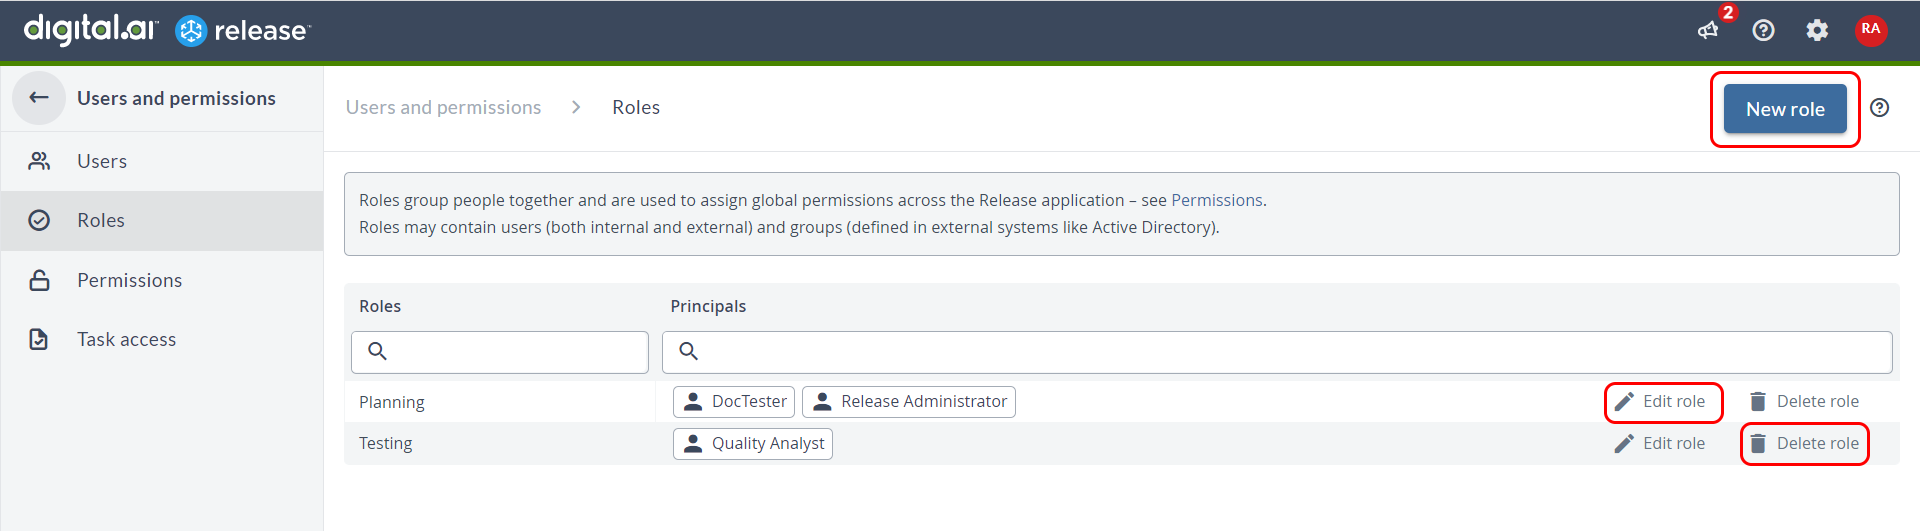 digital.ai™ release™
2
RA
Users and permissions
Users
Roles
Permissions
Task access
Users and permissions > Roles
New role
Roles group people together and are used to assign global permissions across the Release application – see Permissions.
Roles may contain users (both internal and external) and groups (defined in external systems like Active Directory).
Roles Principals
Planning DocTester Release Administrator Edit role Delete role
Testing Quality Analyst Edit role Delete role